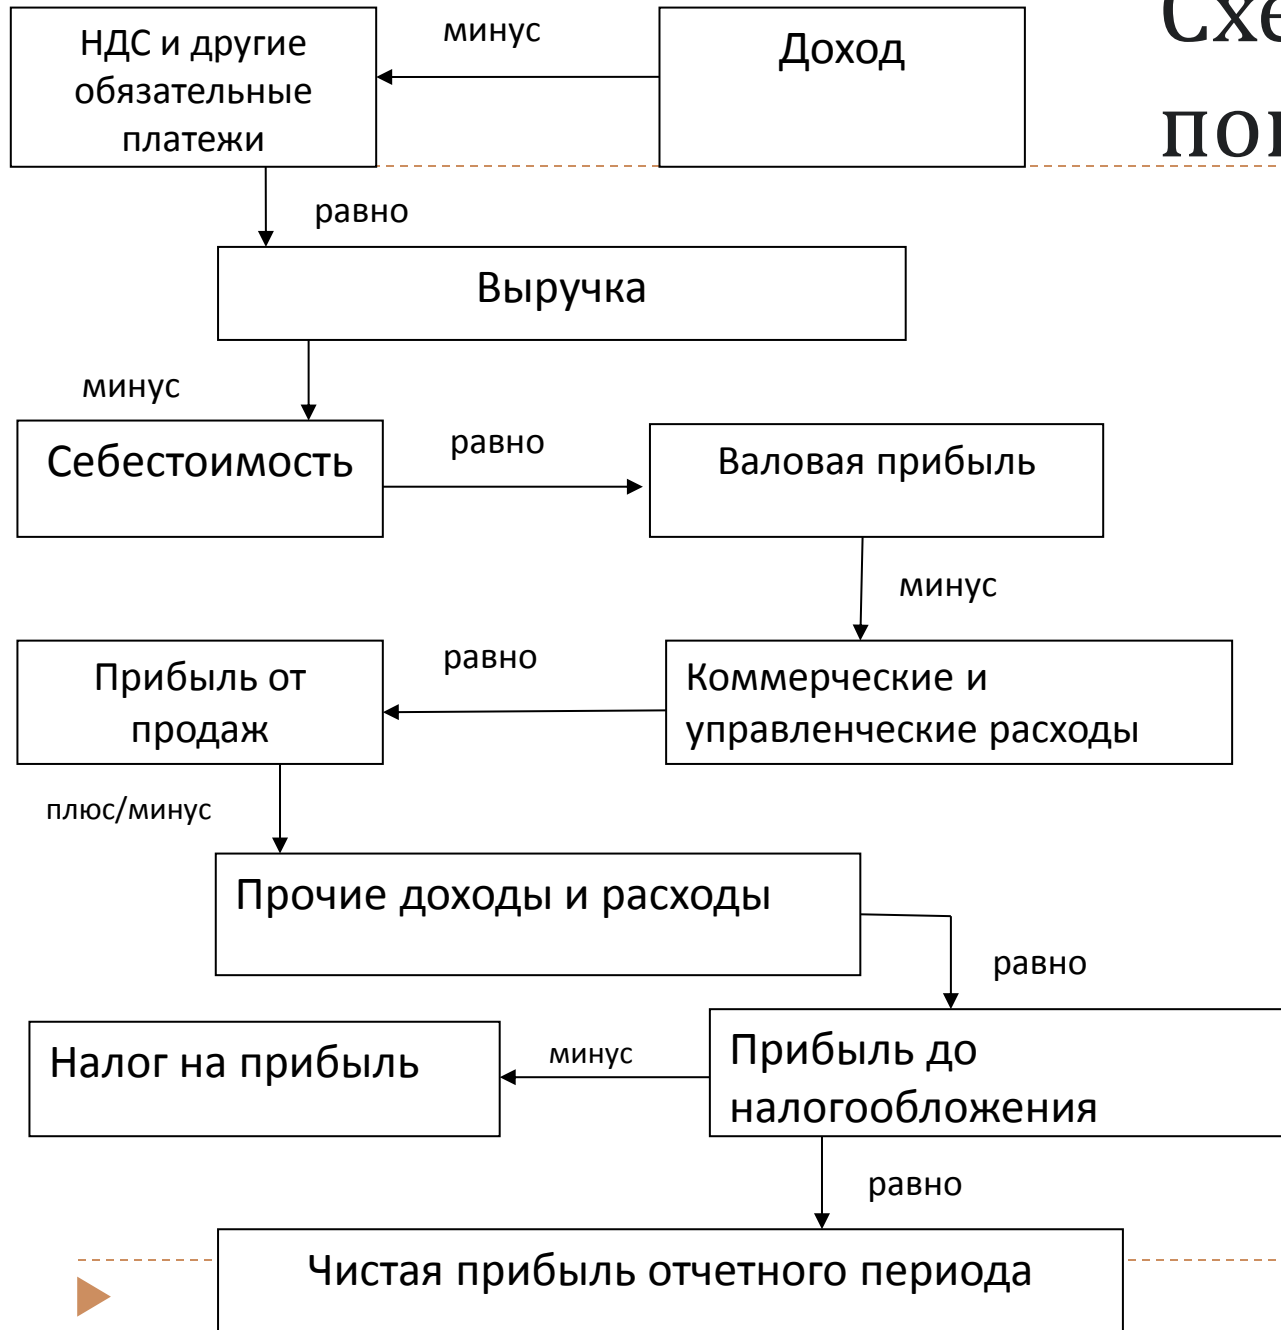 Схе
пок
НДС и другие
обязательные
платежи
минус
Доход
равно
Выручка
минус
Себестоимость
равно
Валовая прибыль
минус
Прибыль от
продаж
равно
Коммерческие и
управленческие расходы
плюс/минус
Прочие доходы и расходы
равно
Налог на прибыль
минус
Прибыль до
налогообложения
равно
Чистая прибыль отчетного периода